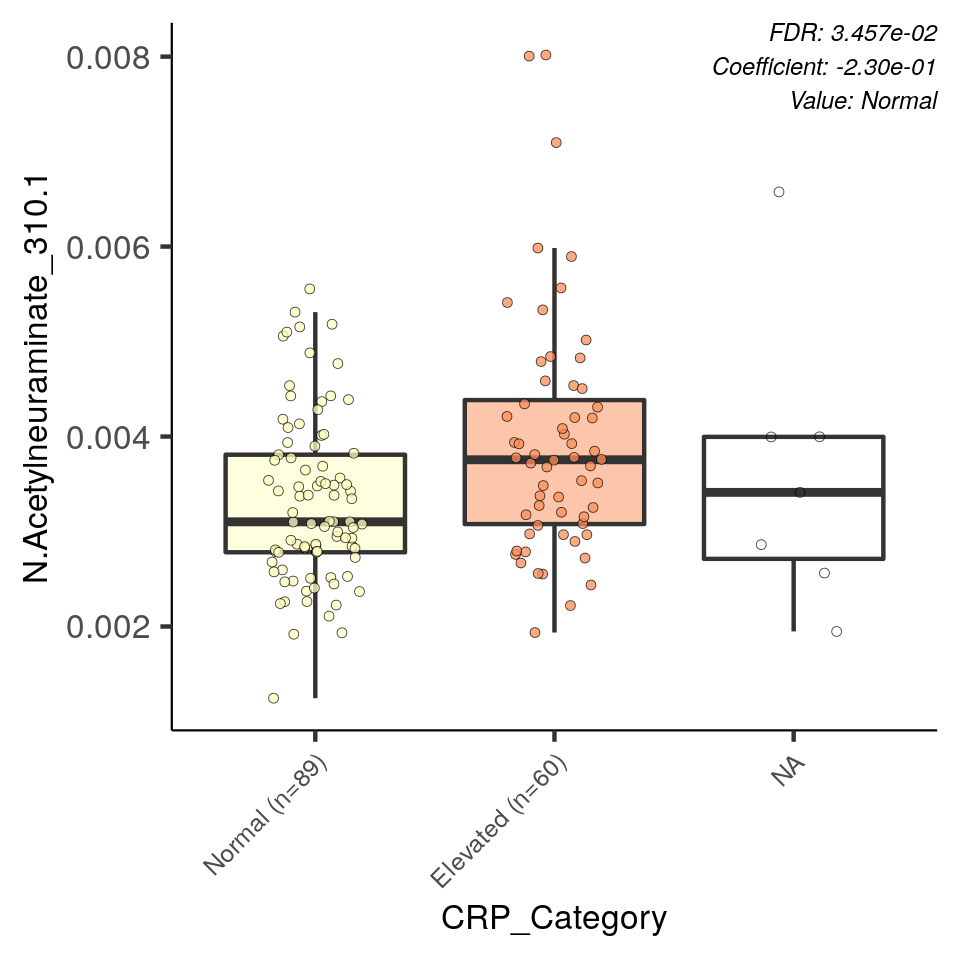 FDR: 3.457e-02
Coefficient: -2.30e-01
Value: Normal
N.Acetylneuraminate_310.1
0.008
0.006
0.004
0.002
Normal (n=89)
Elevated (n=60)
NA
CRP_Category